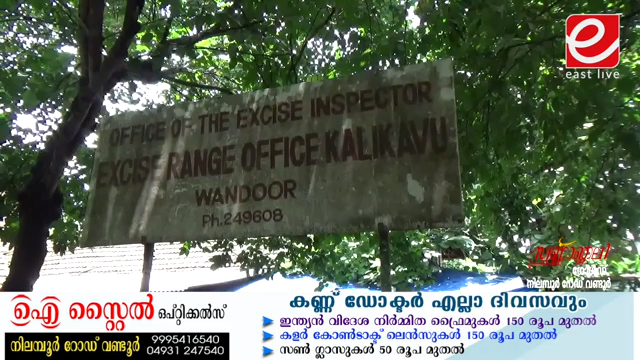 e
east live
OFFICE OF THE EXCISE INSPECTOR
EXCISE RANGE OFFICE KALIKAVU
WANDOOR
Ph.249608
നിലമ്പൂർ റോഡ് വണ്ടൂർ
ഐ സ്റ്റൈൽ ഒപ്റ്റിക്കൽസ്
നിലമ്പൂർ റോഡ് വണ്ടൂർ
9995416540
04931 247540
കണ്ണ് ഡോക്ടർ എല്ലാ ദിവസവും
ഇന്ത്യൻ വിദേശ നിർമ്മിത ഫ്രൈമുകൾ 150 രൂപ മുതൽ
കളർ കോൺടാക്ട് ലെൻസുകൾ 150 രൂപ മുതൽ
സൺ ഗ്ലാസുകൾ 50 രൂപ മുതൽ